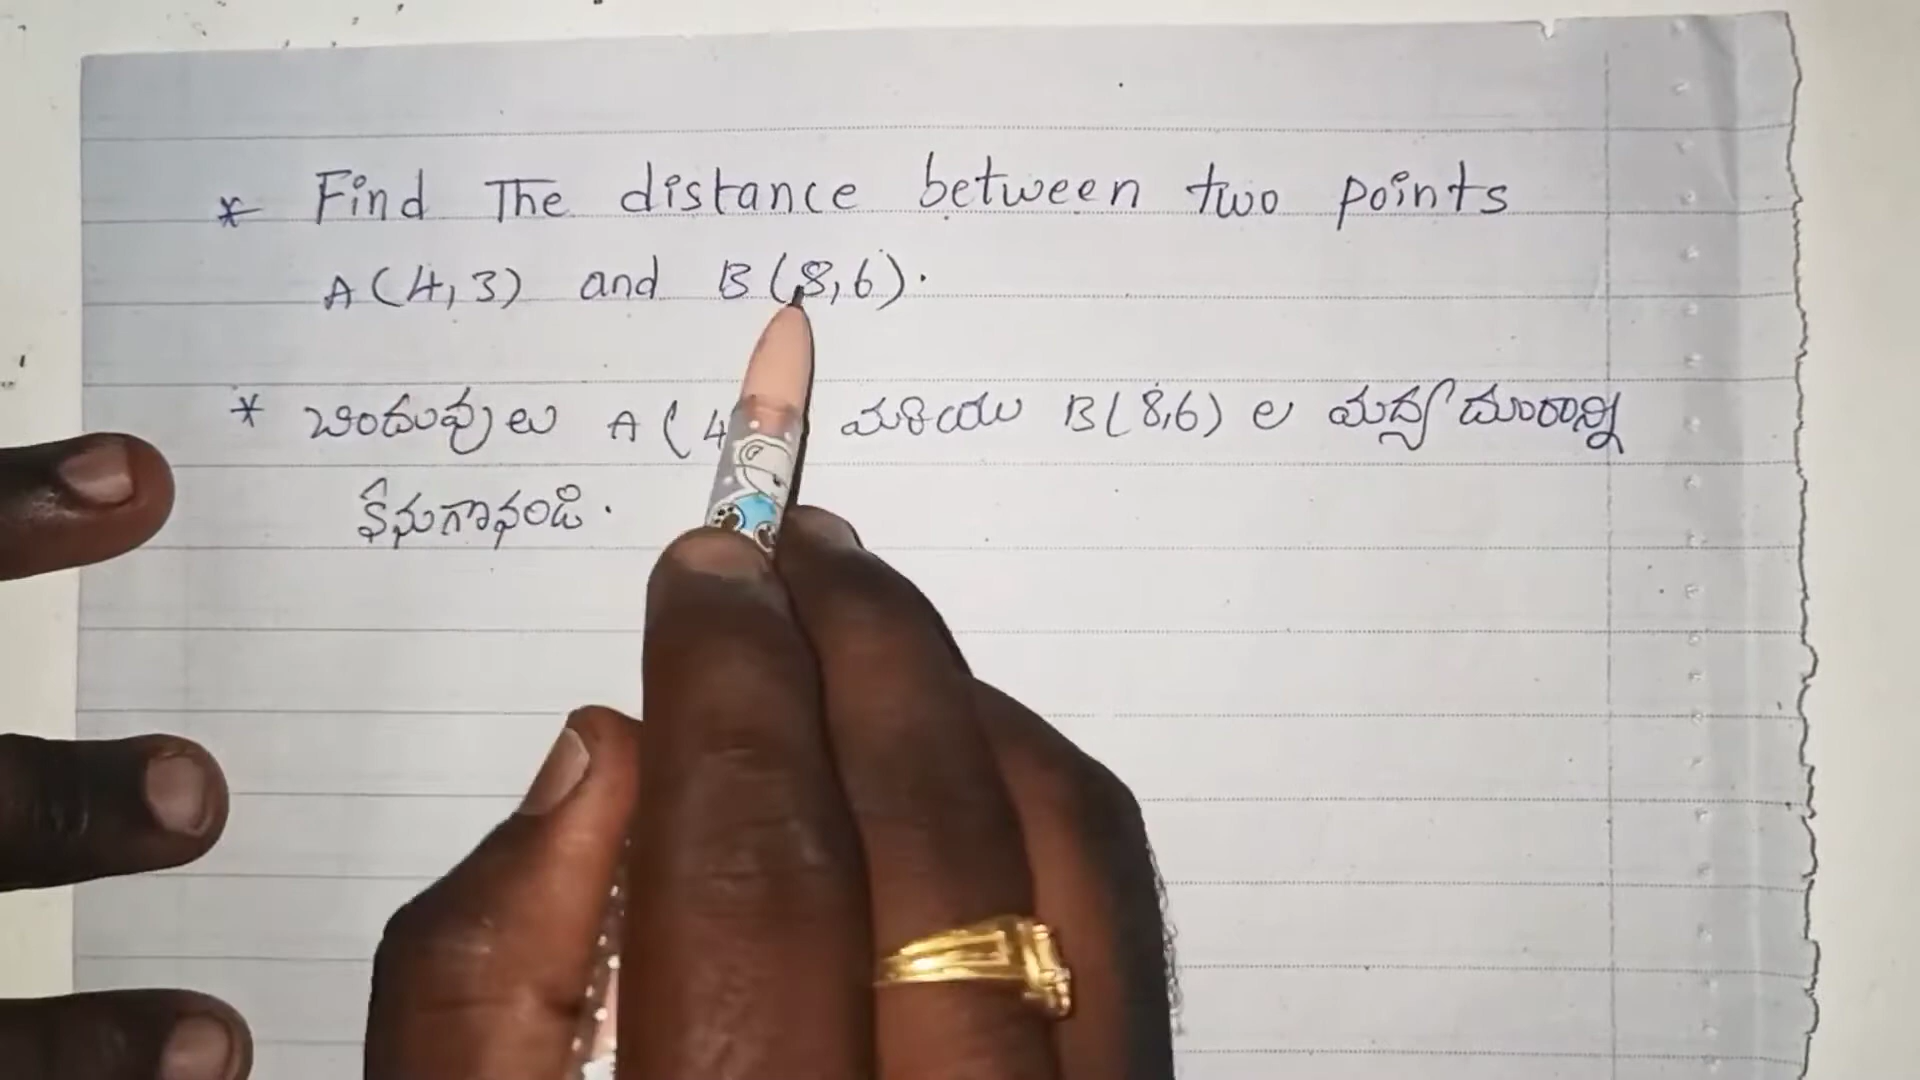 * Find The distance between two points
A(4,3) and B(8,6).
* బిందువులు A(4 మరియు B(8,6) ల మధ్య దూరాన్ని
కనుగొనండి.